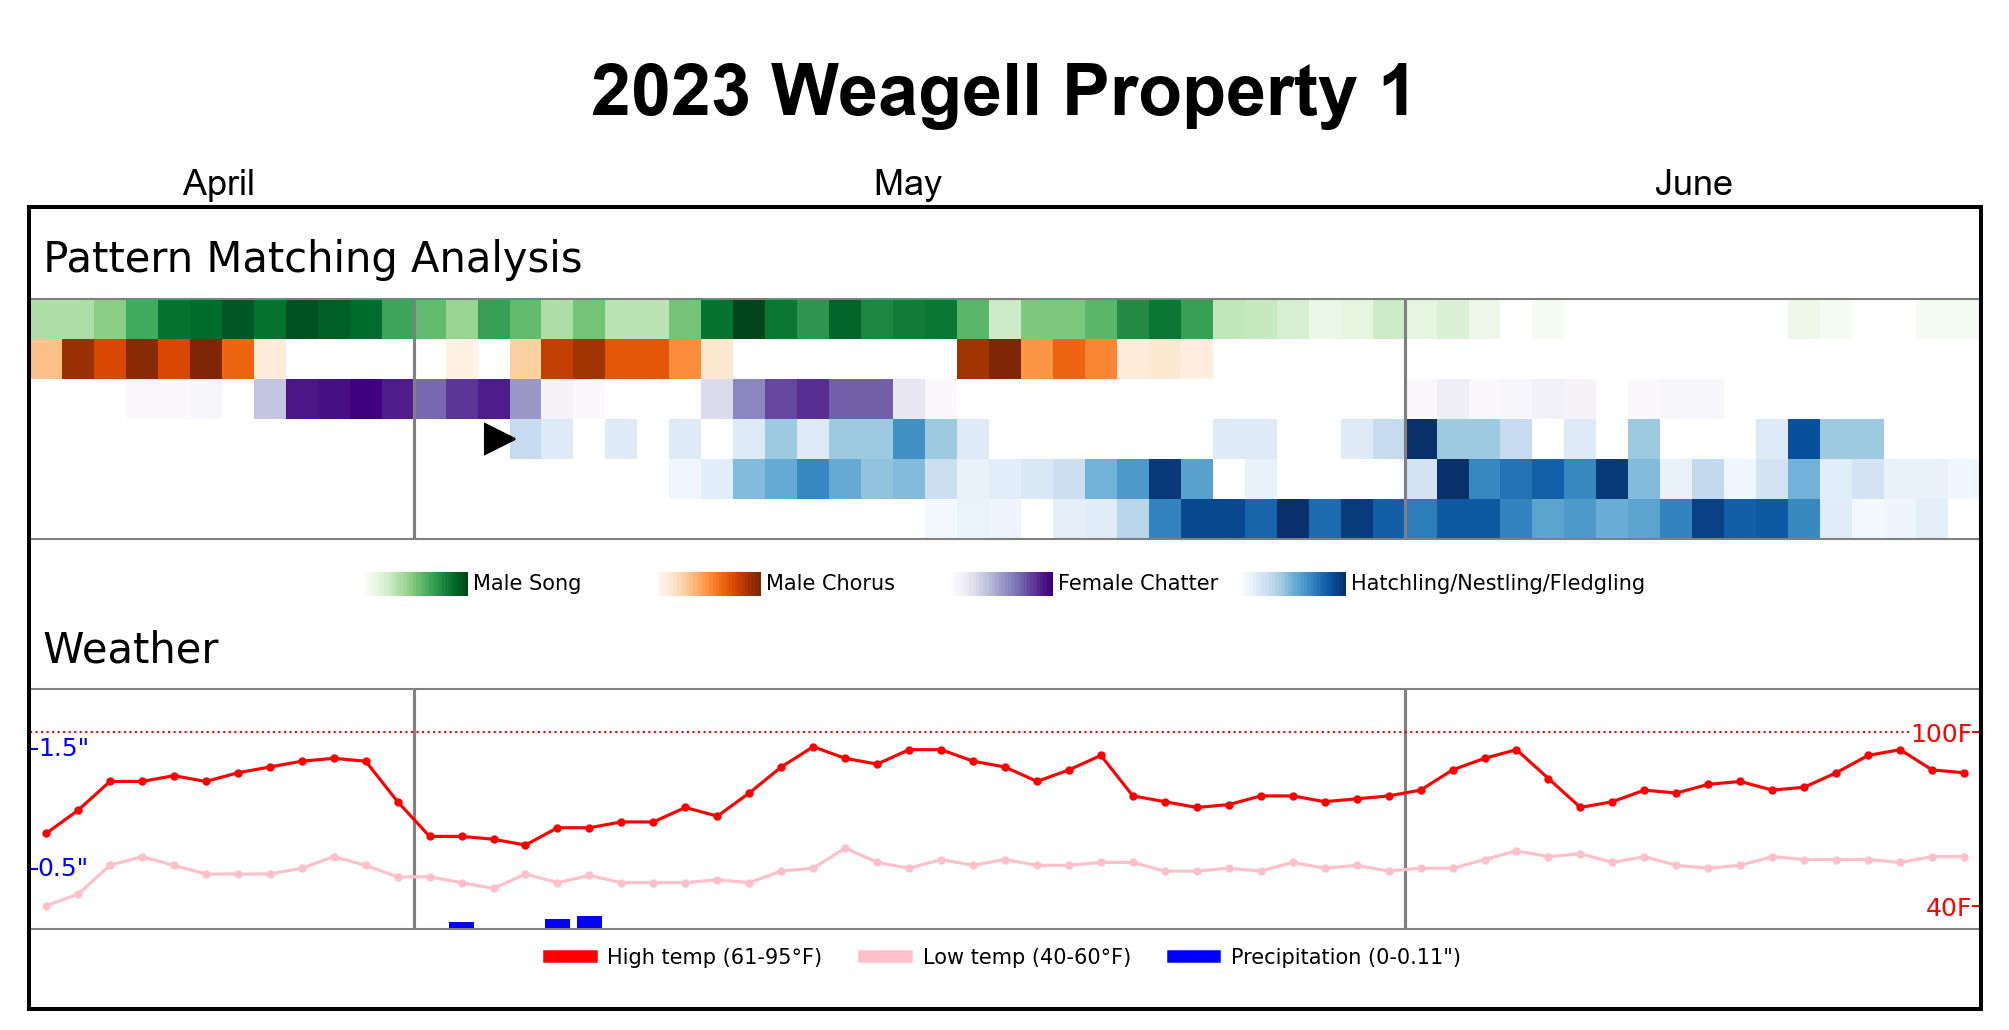 2023 Weagell Property 1
April May June
Pattern Matching Analysis
Male Song Male Chorus Female Chatter Hatchling/Nestling/Fledgling
Weather
1.5" 100F
0.5" 40F
High temp (61-95°F) Low temp (40-60°F) Precipitation (0-0.11")